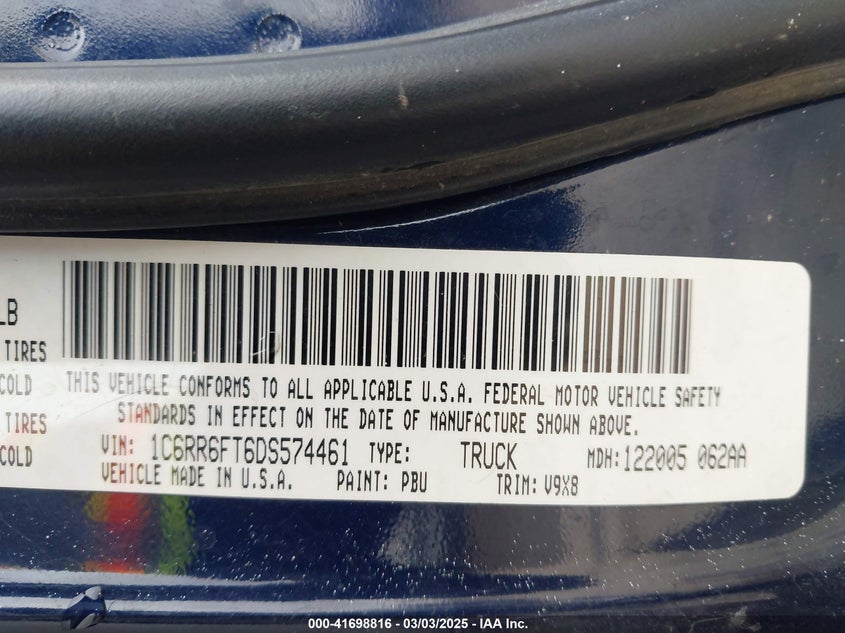 LB
TIRES
COLD
TIRES
COLD
THIS VEHICLE CONFORMS TO ALL APPLICABLE U.S.A. FEDERAL MOTOR VEHICLE SAFETY
STANDARDS IN EFFECT ON THE DATE OF MANUFACTURE SHOWN ABOVE.
VIN: 1C6RR6FT6DS574461 TYPE: TRUCK MDH: 122005 062AA
VEHICLE MADE IN U.S.A. PAINT: PBU TRIM: V9X8
000-41698816 - 03/03/2025 - IAA Inc.